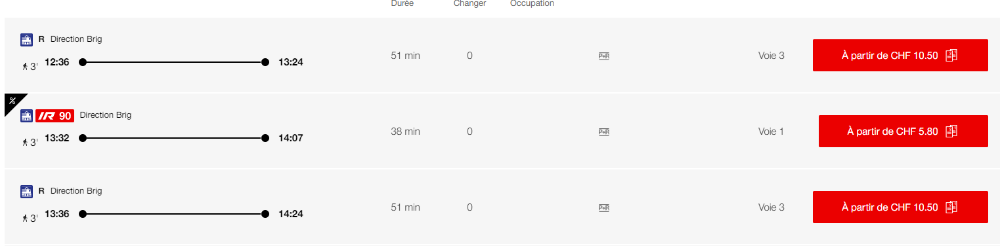 Durée Changer Occupation
R Direction Brig
3' 12:36 13:24 51 min 0 P+R Voie 3 À partir de CHF 10.50
%
IR 90 Direction Brig
3' 13:32 14:07 38 min 0 P+R Voie 1 À partir de CHF 5.80
R Direction Brig
3' 13:36 14:24 51 min 0 P+R Voie 3 À partir de CHF 10.50